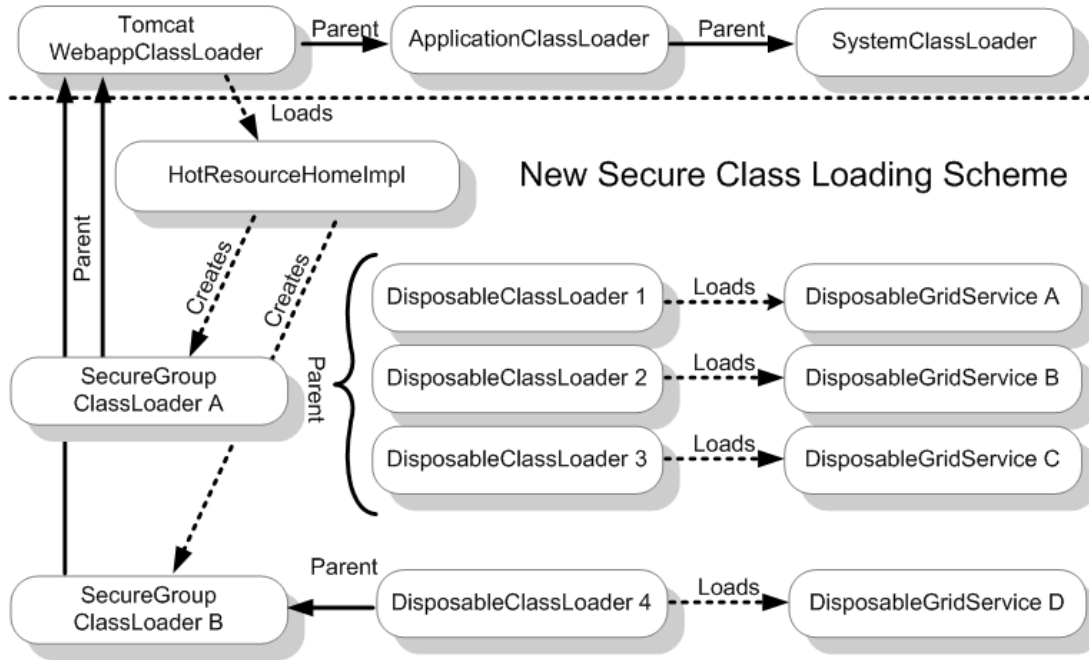 Tomcat
WebappClassLoader
Parent
ApplicationClassLoader
Parent
SystemClassLoader
Loads
HotResourceHomeImpl
New Secure Class Loading Scheme
Parent
Creates
Creates
Parent
DisposableClassLoader 1
Loads
DisposableGridService A
SecureGroup
ClassLoader A
DisposableClassLoader 2
Loads
DisposableGridService B
DisposableClassLoader 3
Loads
DisposableGridService C
SecureGroup
ClassLoader B
Parent
DisposableClassLoader 4
Loads
DisposableGridService D